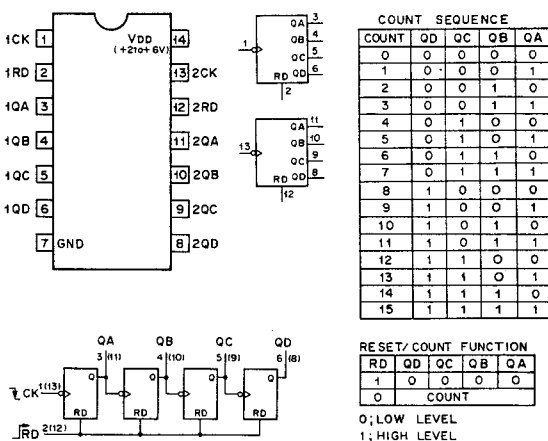 1CK 1
1RD 2
1QA 3
1QB 4
1QC 5
1QD 6
7 GND
VDD 14
(+2to+6V)
13 2CK
12 2RD
11 2QA
10 2QB
9 2QC
8 2QD
QA 3
QB 4
1
QC 5
RD QD 6
2
QA 11
QB 10
13
QC 9
RD QD 8
12
COUNT SEQUENCE
COUNT QD QC QB QA
0 0 0 0 0
1 0 0 0 1
2 0 0 1 0
3 0 0 1 1
4 0 1 0 0
5 0 1 0 1
6 0 1 1 0
7 0 1 1 1
8 1 0 0 0
9 1 0 0 1
10 1 0 1 0
11 1 0 1 1
12 1 1 0 0
13 1 1 0 1
14 1 1 1 0
15 1 1 1 1
QA QB QC QD
3 (11) 4 (10) 5 (9) 6 (8)
CK 1(13) Q Q Q Q
RD RD RD RD
RD 2(12)
RESET/COUNT FUNCTION
RD QD QC QB QA
1 0 0 0 0
0 COUNT
0;LOW LEVEL
1;HIGH LEVEL